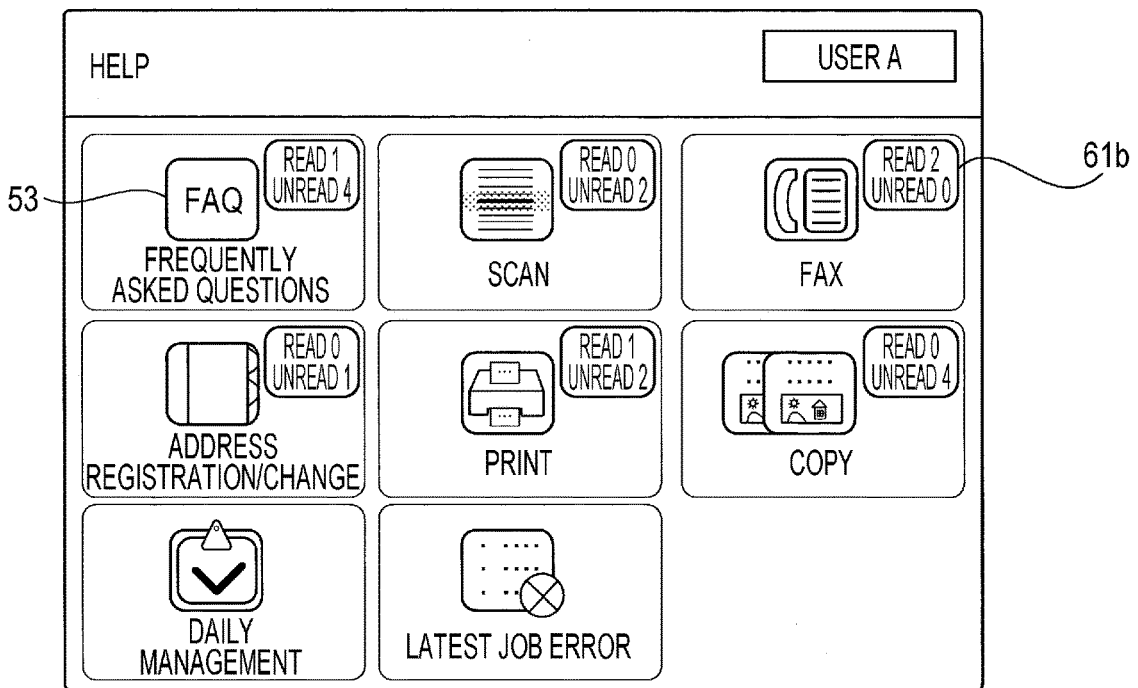 HELP
USER A
53
FAQ
READ 1
UNREAD 4
FREQUENTLY
ASKED QUESTIONS
READ 0
UNREAD 2
SCAN
READ 2
UNREAD 0
FAX
61b
READ 0
UNREAD 1
ADDRESS
REGISTRATION/CHANGE
READ 1
UNREAD 2
PRINT
READ 0
UNREAD 4
COPY
DAILY
MANAGEMENT
LATEST JOB ERROR